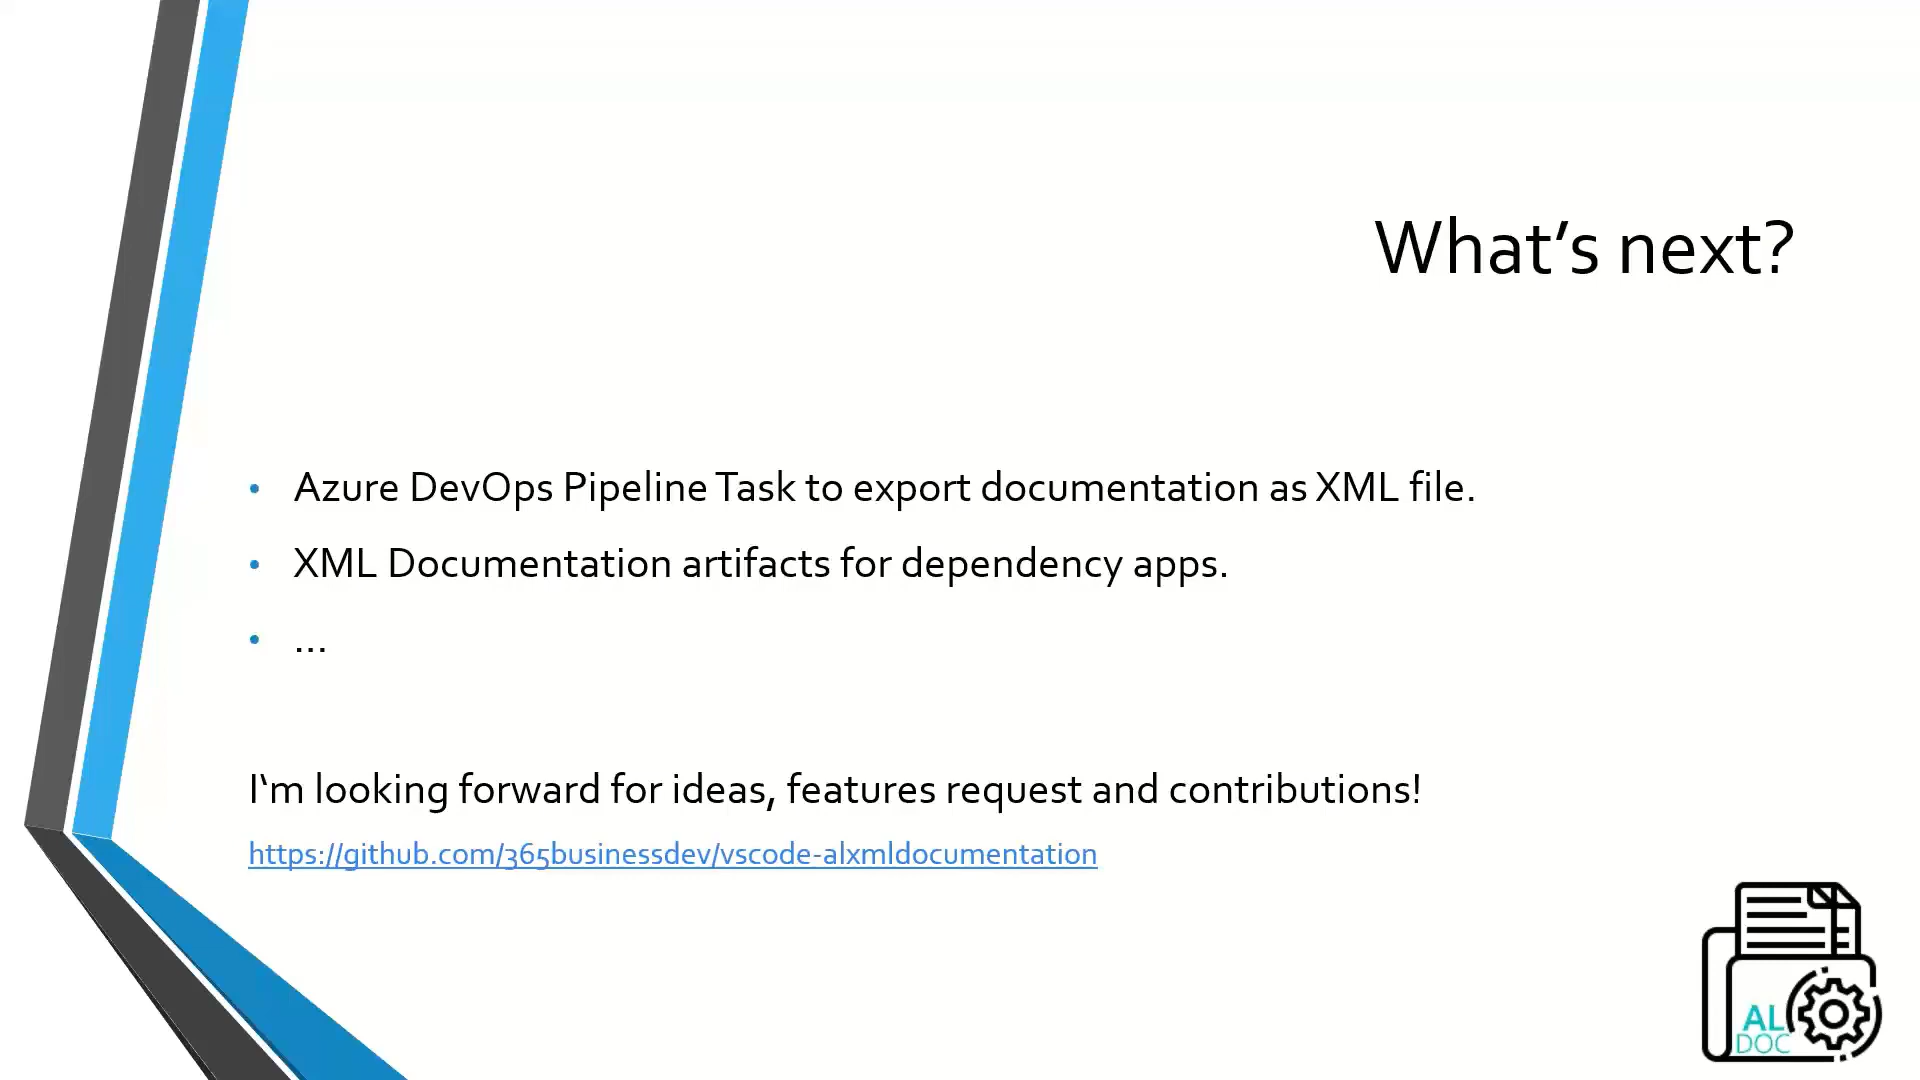 What’s next?
• Azure DevOps Pipeline Task to export documentation as XML file.
• XML Documentation artifacts for dependency apps.
• ...
I‘m looking forward for ideas, features request and contributions!
https://github.com/365businessdev/vscode-alxmldocumentation
AL
DOC